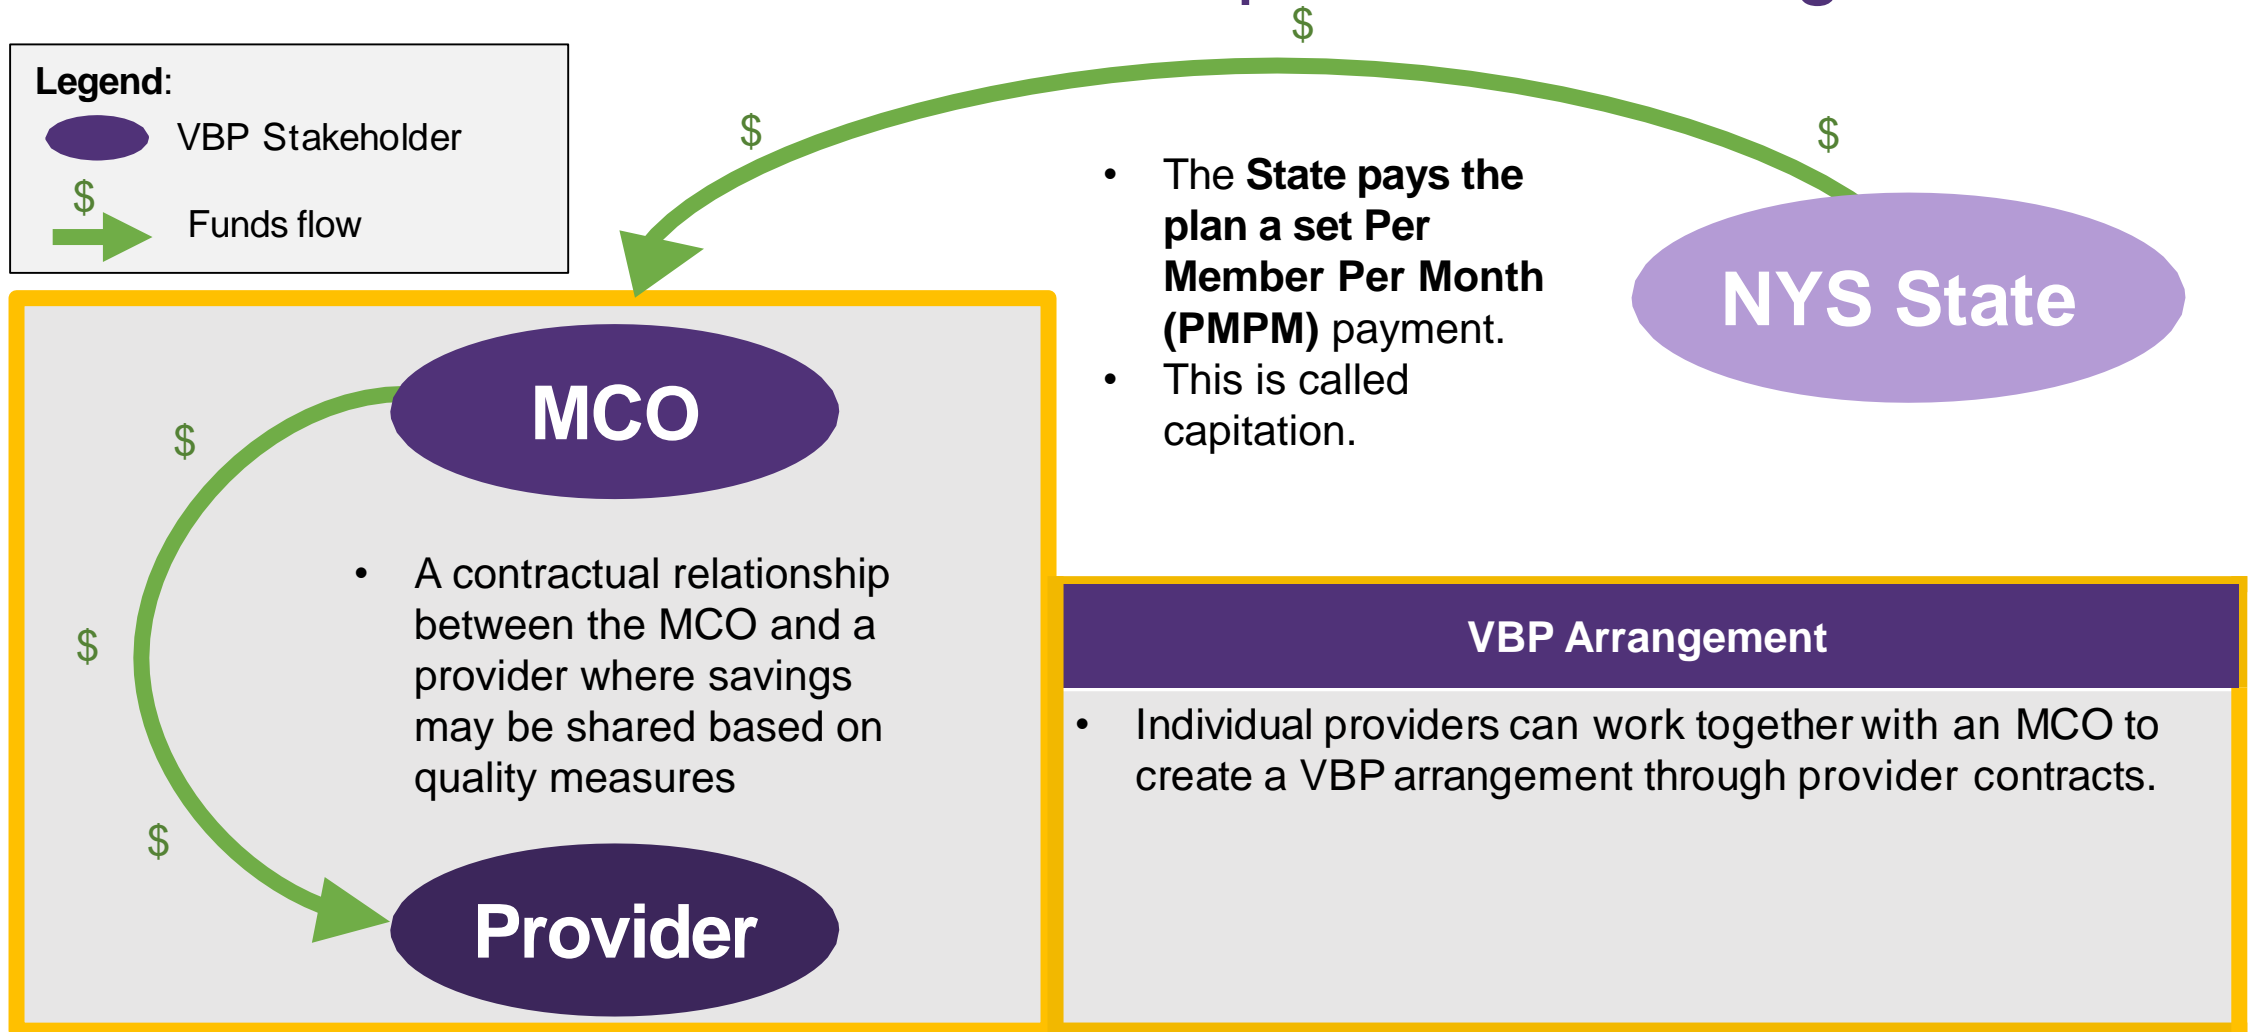 $
Legend:
VBP Stakeholder
$
Funds flow
$
$
• The State pays the
plan a set Per
Member Per Month
(PMPM) payment.
• This is called
capitation.
NYS State
MCO
$
$
$
• A contractual relationship
between the MCO and a
provider where savings
may be shared based on
quality measures
Provider
VBP Arrangement
• Individual providers can work together with an MCO to
create a VBP arrangement through provider contracts.